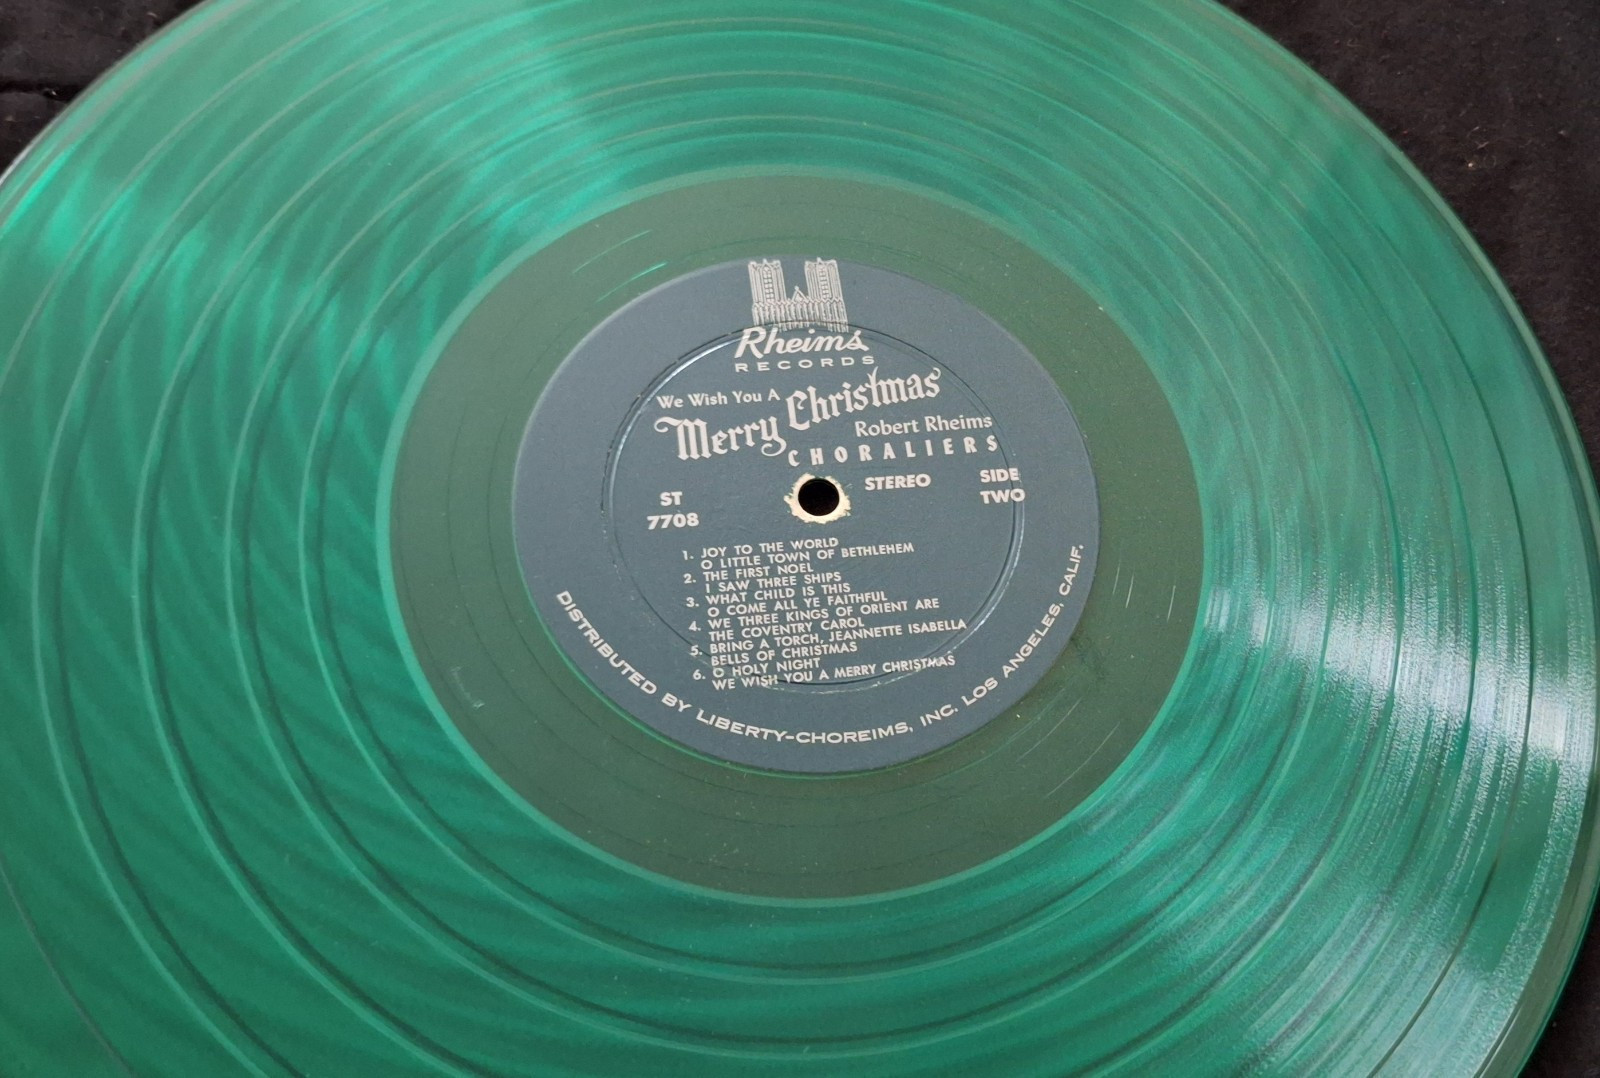 Rheims
RECORDS
We Wish You A
Merry Christmas
Robert Rheims
CHORALIERS
ST
7708
STEREO
SIDE
TWO
1. JOY TO THE WORLD
O LITTLE TOWN OF BETHLEHEM
2. THE FIRST NOEL
I SAW THREE SHIPS
3. WHAT CHILD IS THIS
O COME ALL YE FAITHFUL
4. WE THREE KINGS OF ORIENT ARE
THE COVENTRY CAROL
5. BRING A TORCH, JEANNETTE ISABELLA
BELLS OF CHRISTMAS
6. O HOLY NIGHT
WE WISH YOU A MERRY CHRISTMAS
DISTRIBUTED BY LIBERTY-CHOREIMS, INC. LOS ANGELES, CALIF.